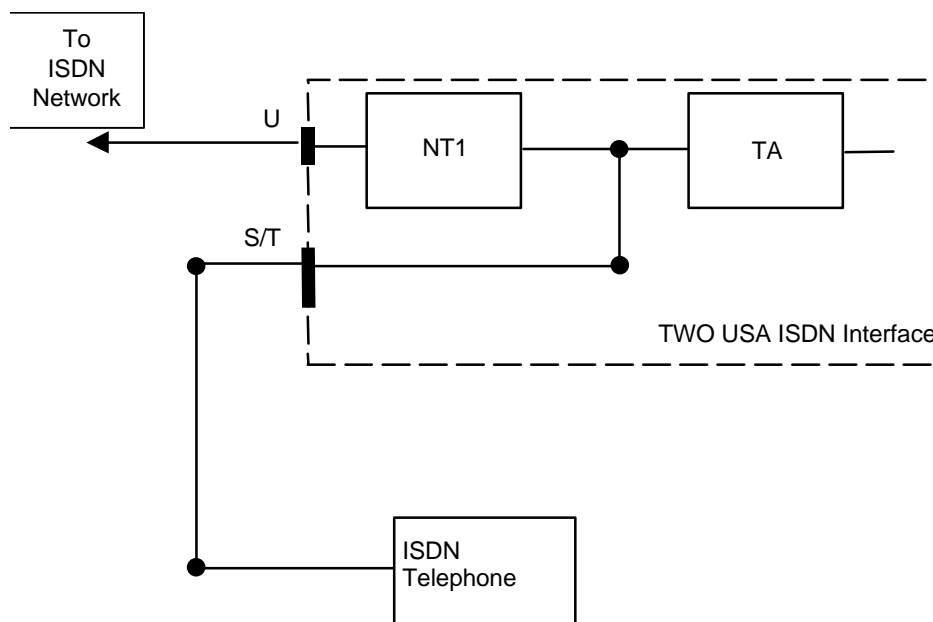 To
ISDN
Network
U
NT1
TA
S/T
TWO USA ISDN Interface
ISDN
Telephone